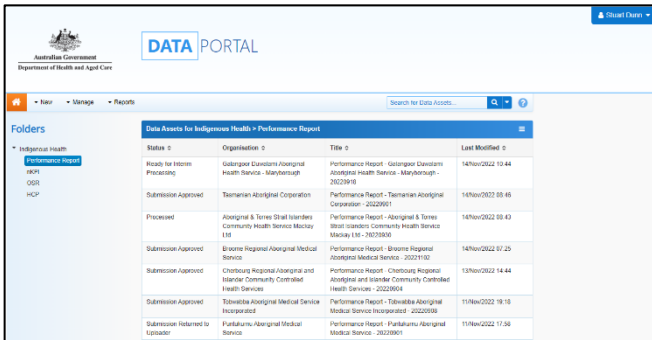 Stuart Dunn
Australian Government
Department of Health and Aged Care
DATA PORTAL
New Manage Reports
Search for Data Assets...
Folders
Indigenous Health
Performance Report
nKPI
OSR
HCP
Data Assets for Indigenous Health > Performance Report
Status Organisation Title Last Modified
Ready for Interim Galangoor Duwalami Aboriginal Performance Report - Galangoor Duwalami 14/Nov/2022 10:44
Processing Health Service - Maryborough Aboriginal Health Service - Maryborough -
20220910
Submission Approved Tasmanian Aboriginal Corporation Performance Report - Tasmanian Aboriginal 14/Nov/2022 08:46
Corporation - 20220901
Processed Aboriginal & Torres Strait Islanders Performance Report - Aboriginal & Torres 14/Nov/2022 08:43
Community Health Service Mackay Strait Islanders Community Health Service
Ltd Mackay Ltd - 20220930
Submission Approved Broome Regional Aboriginal Medical Performance Report - Broome Regional 14/Nov/2022 07:25
Service Aboriginal Medical Service - 20221102
Submission Approved Cherbourg Regional Aboriginal and Performance Report - Cherbourg Regional 13/Nov/2022 14:44
Islander Community Controlled Aboriginal and Islander Community Controlled
Health Services Health Services - 20220904
Submission Approved Tobwabba Aboriginal Medical Service Performance Report - Tobwabba Aboriginal 11/Nov/2022 19:16
Incorporated Medical Service Incorporated - 20220908
Submission Returned to Puntukurnu Aboriginal Medical Performance Report - Puntukurnu Aboriginal 11/Nov/2022 17:58
Uploader Service Medical Service - 20220901